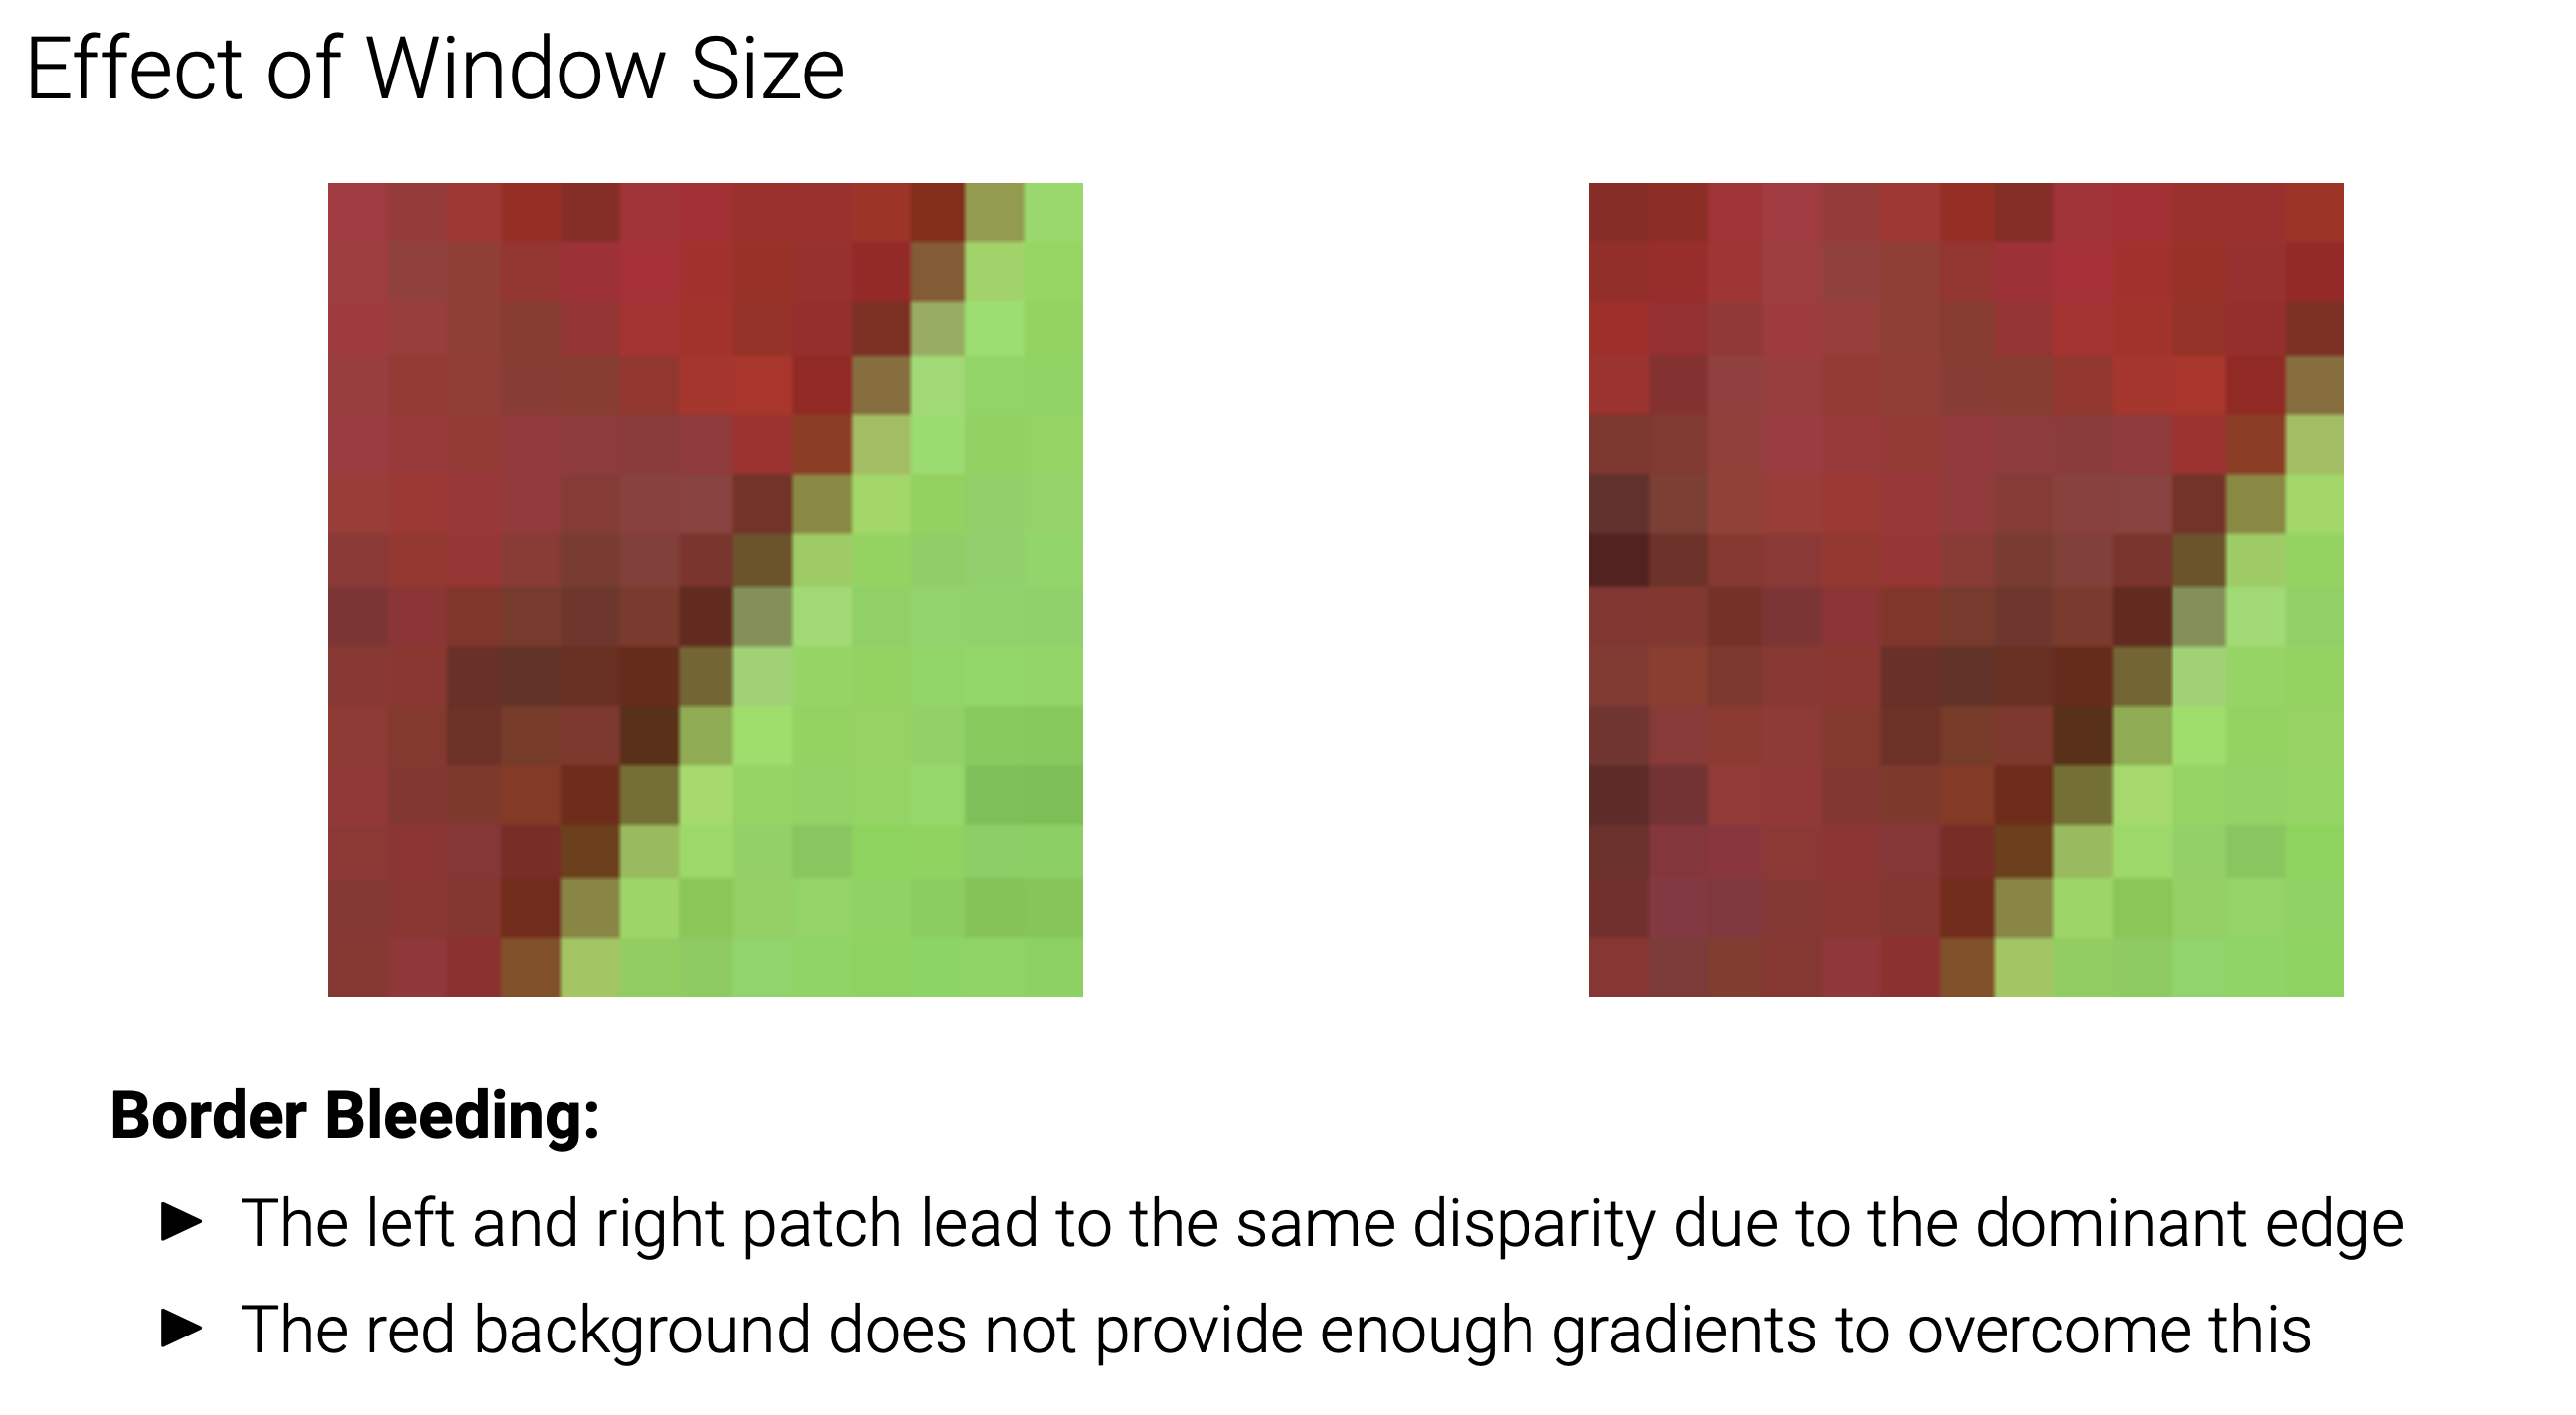 Effect of Window Size
Border Bleeding:
▶ The left and right patch lead to the same disparity due to the dominant edge
▶ The red background does not provide enough gradients to overcome this